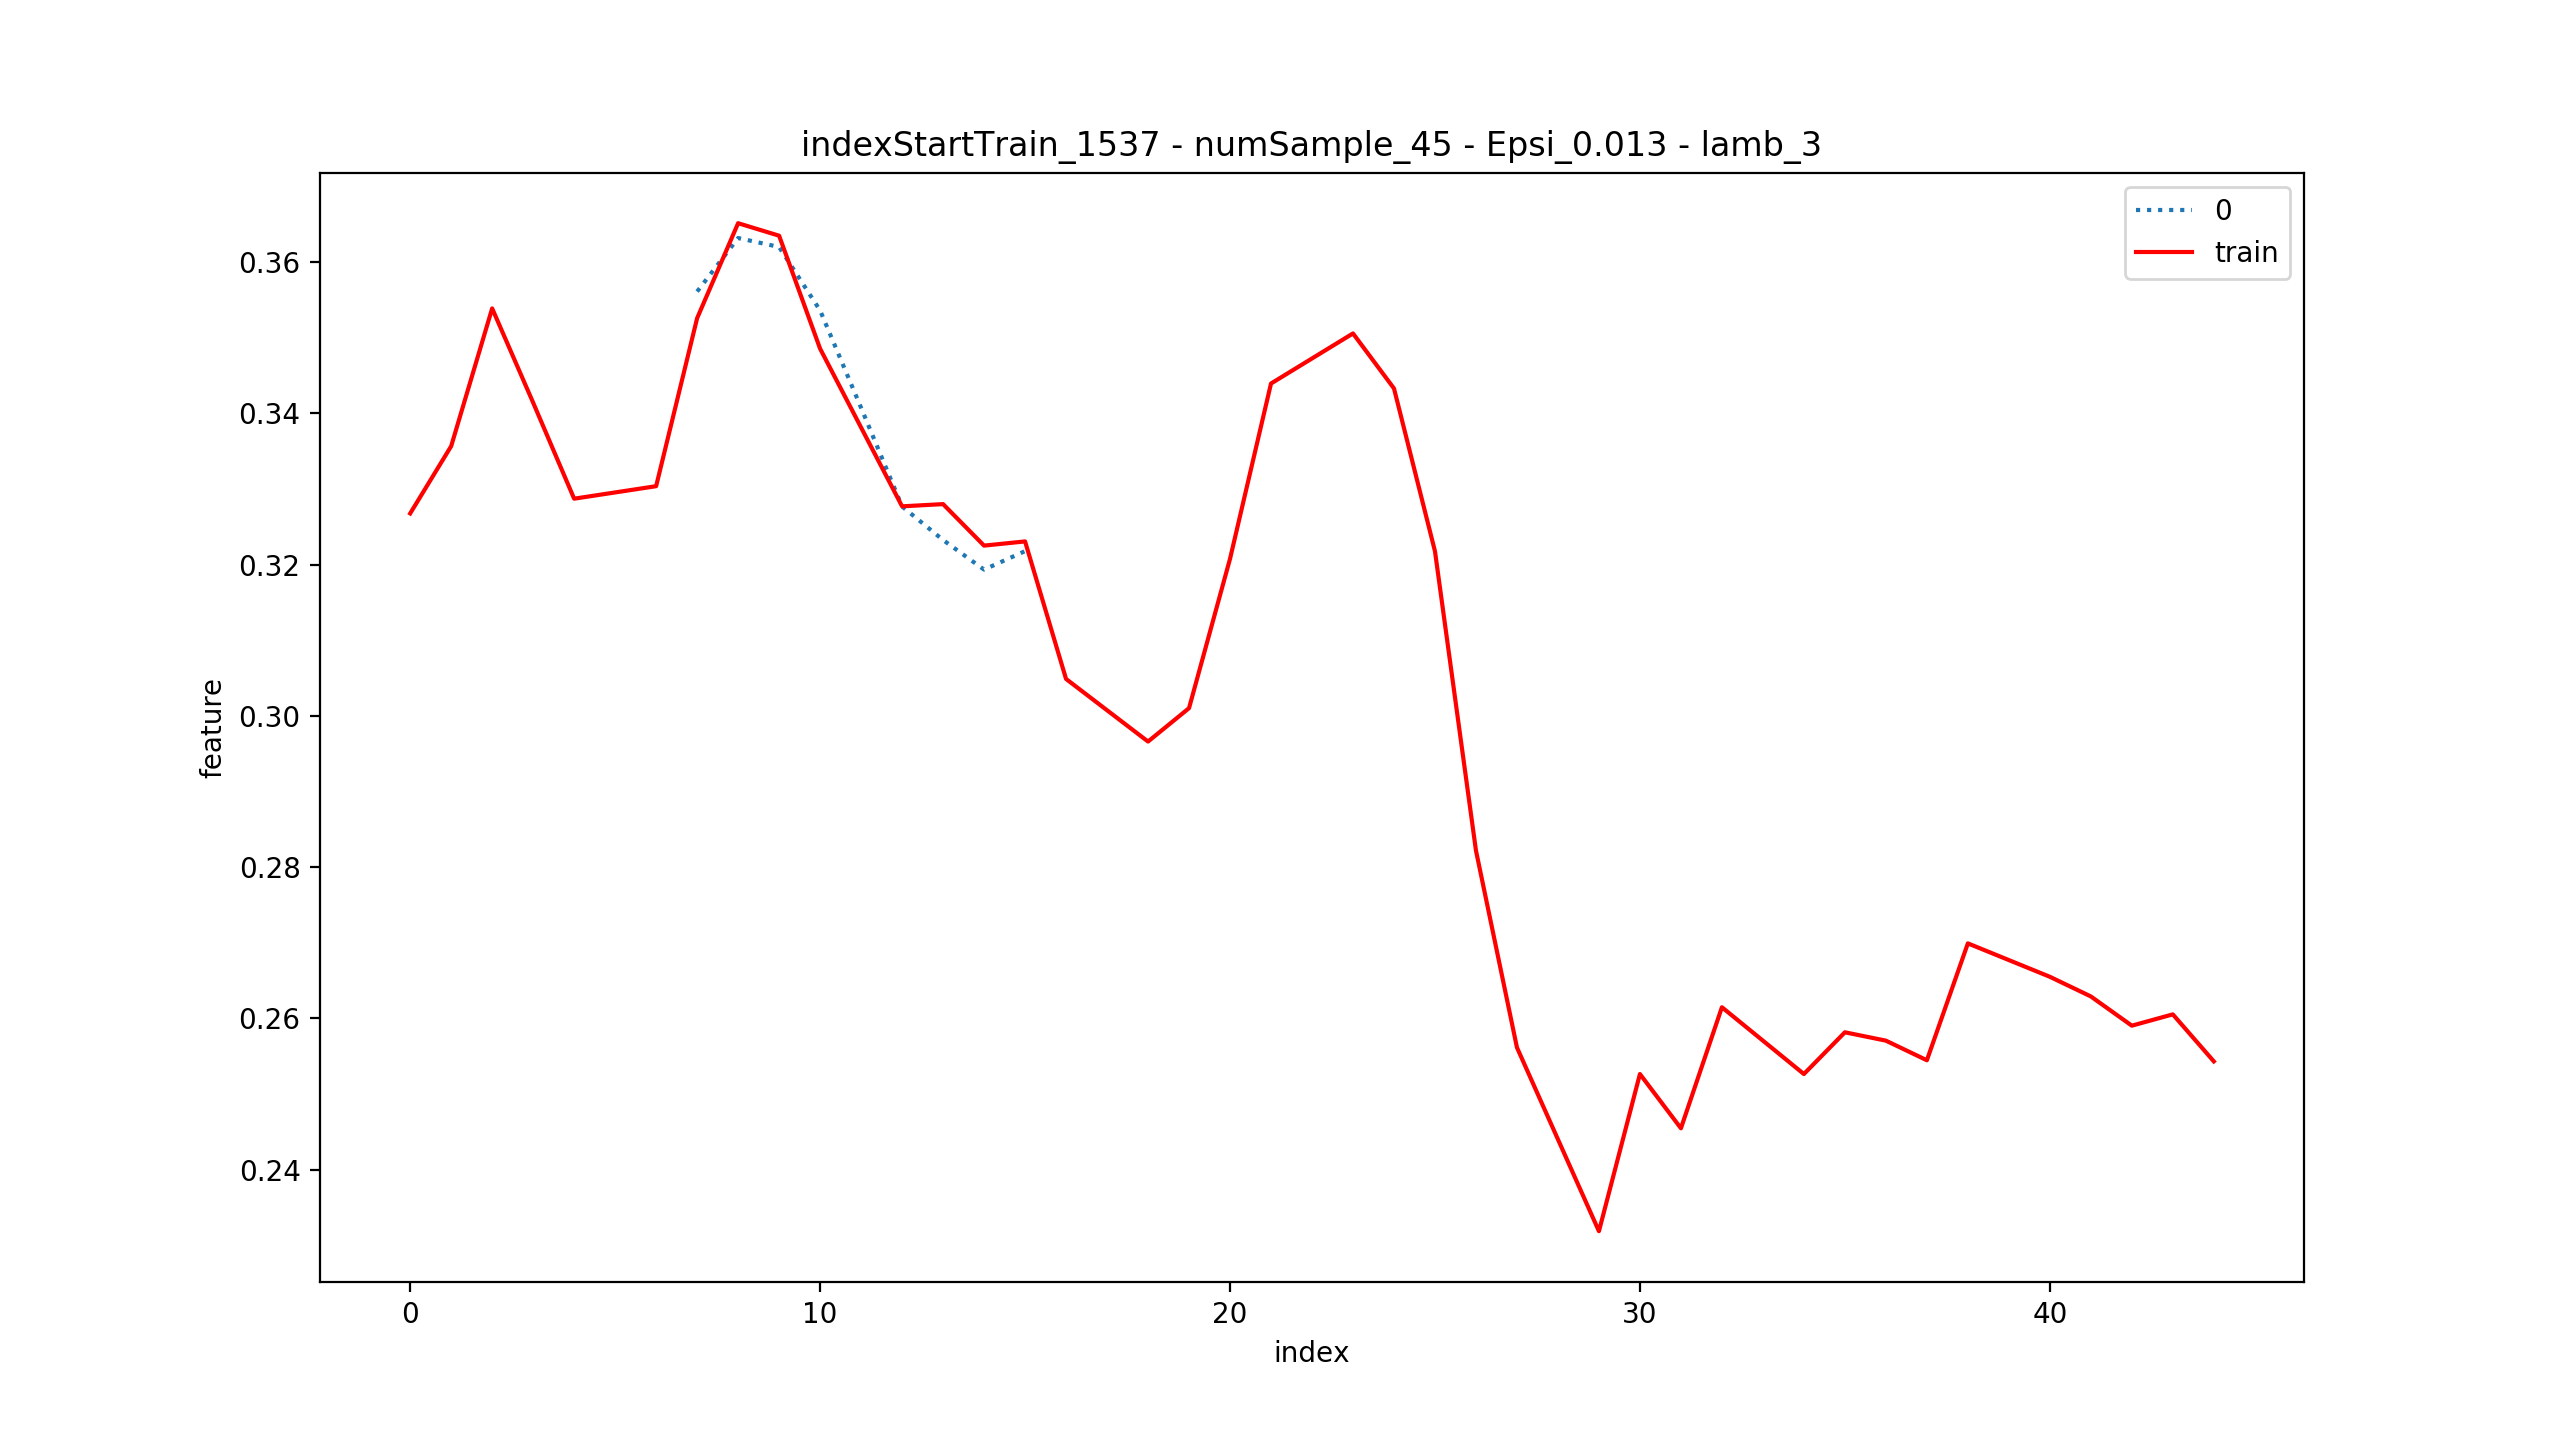 indexStartTrain_1537 - numSample_45 - Epsi_0.013 - lamb_3
0
train
0.36
0.34
0.32
0.30
0.28
0.26
0.24
feature
0 10 20 30 40
index